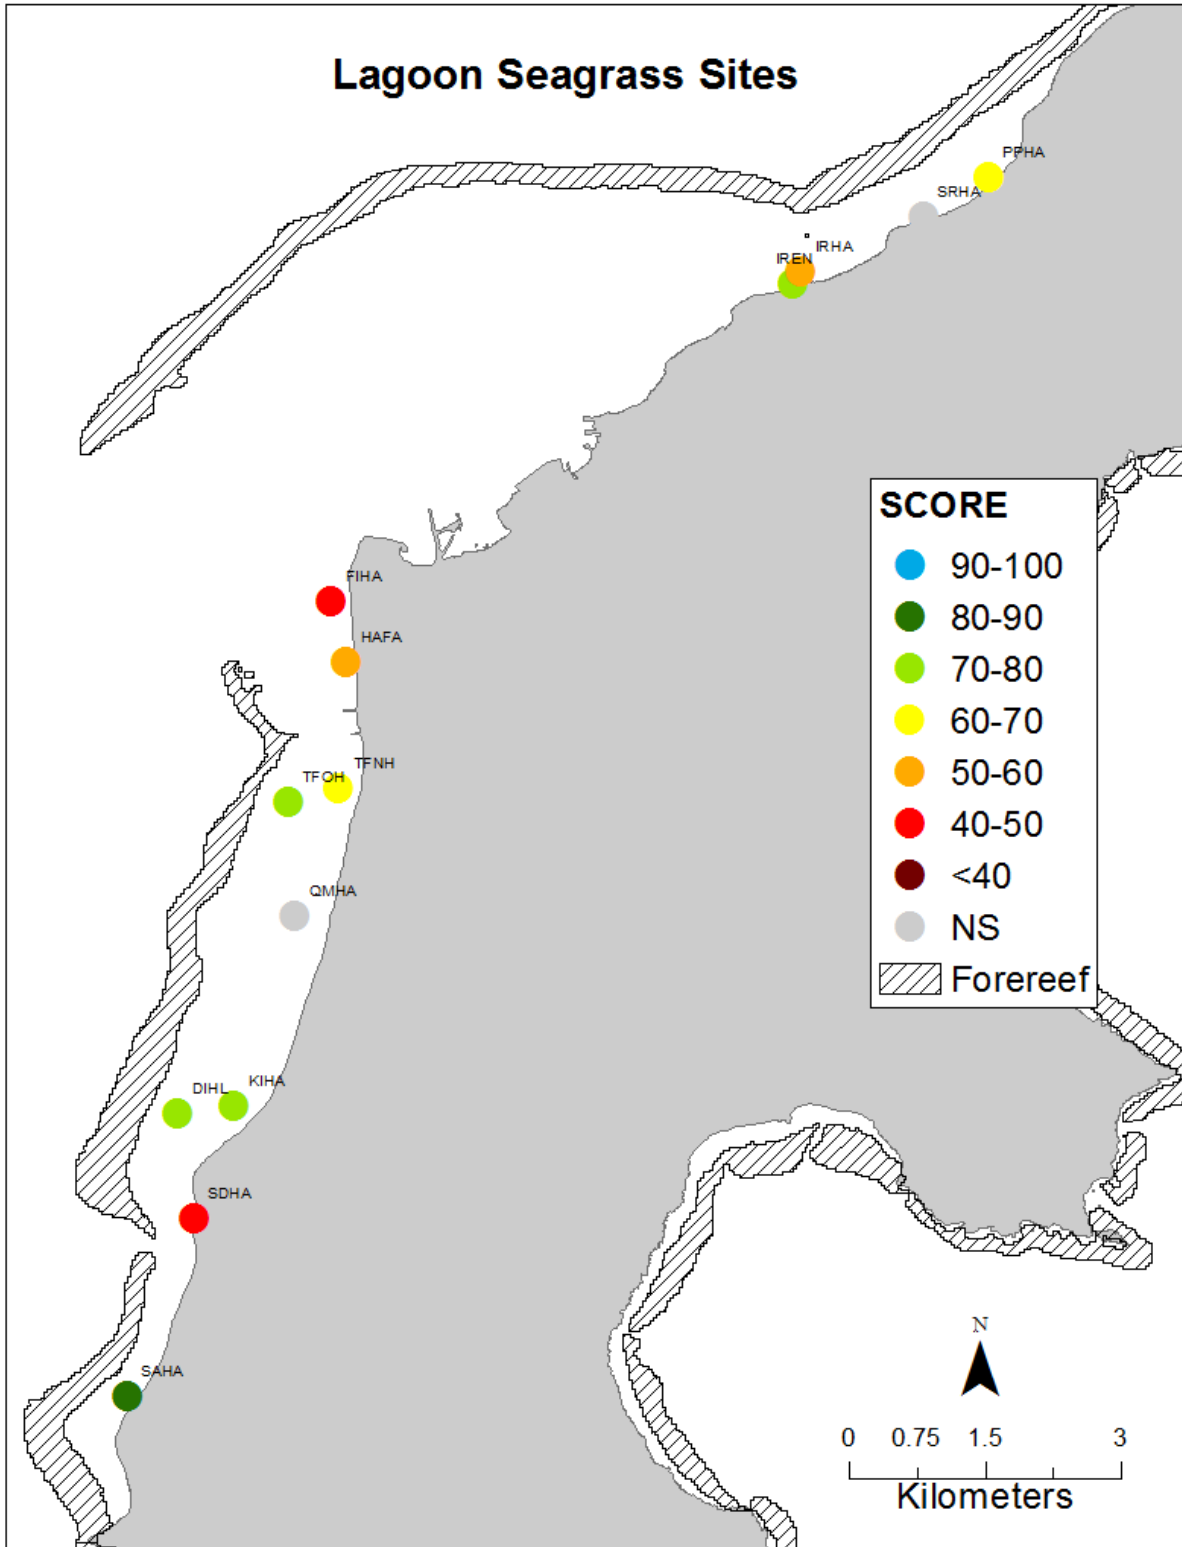 Lagoon Seagrass Sites
PPHA
SRHA
IRHA
IREN
SCORE
90-100
80-90
70-80
60-70
50-60
40-50
<40
NS
Forereef
FIHA
HAFA
TFOH
TFNH
QMHA
DIHL
KIHA
SDHA
SAHA
N
0 0.75 1.5 3
Kilometers